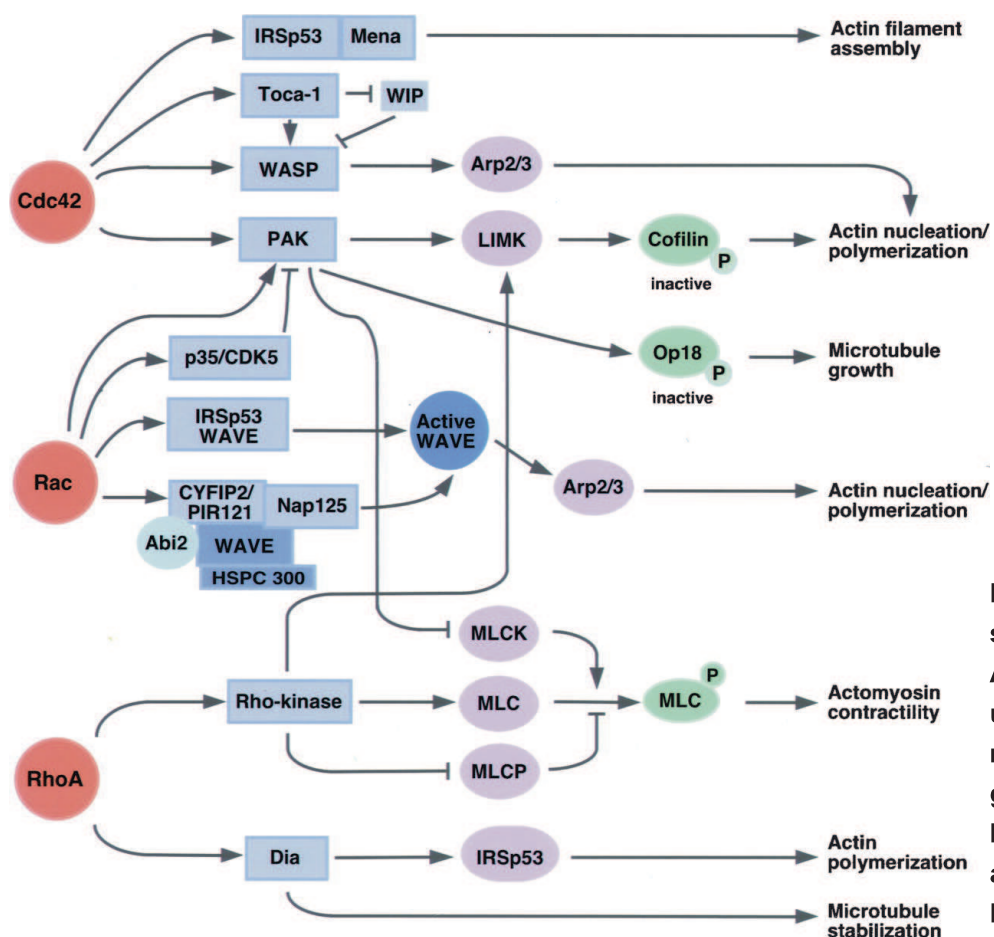 IRSp53
Mena
Actin filament
assembly
Toca-1
WIP
WASP
Arp2/3
Cdc42
PAK
LIMK
Cofilin
P
inactive
Actin nucleation/
polymerization
p35/CDK5
Op18
P
inactive
Microtubule
growth
IRSp53
WAVE
Active
WAVE
Rac
CYFIP2/
PIR121
Nap125
Arp2/3
Actin nucleation/
polymerization
Abi2
WAVE
HSPC 300
MLCK
Rho-kinase
MLC
MLC
P
Actomyosin
contractility
MLCP
RhoA
Dia
IRSp53
Actin
polymerization
Microtubule
stabilization